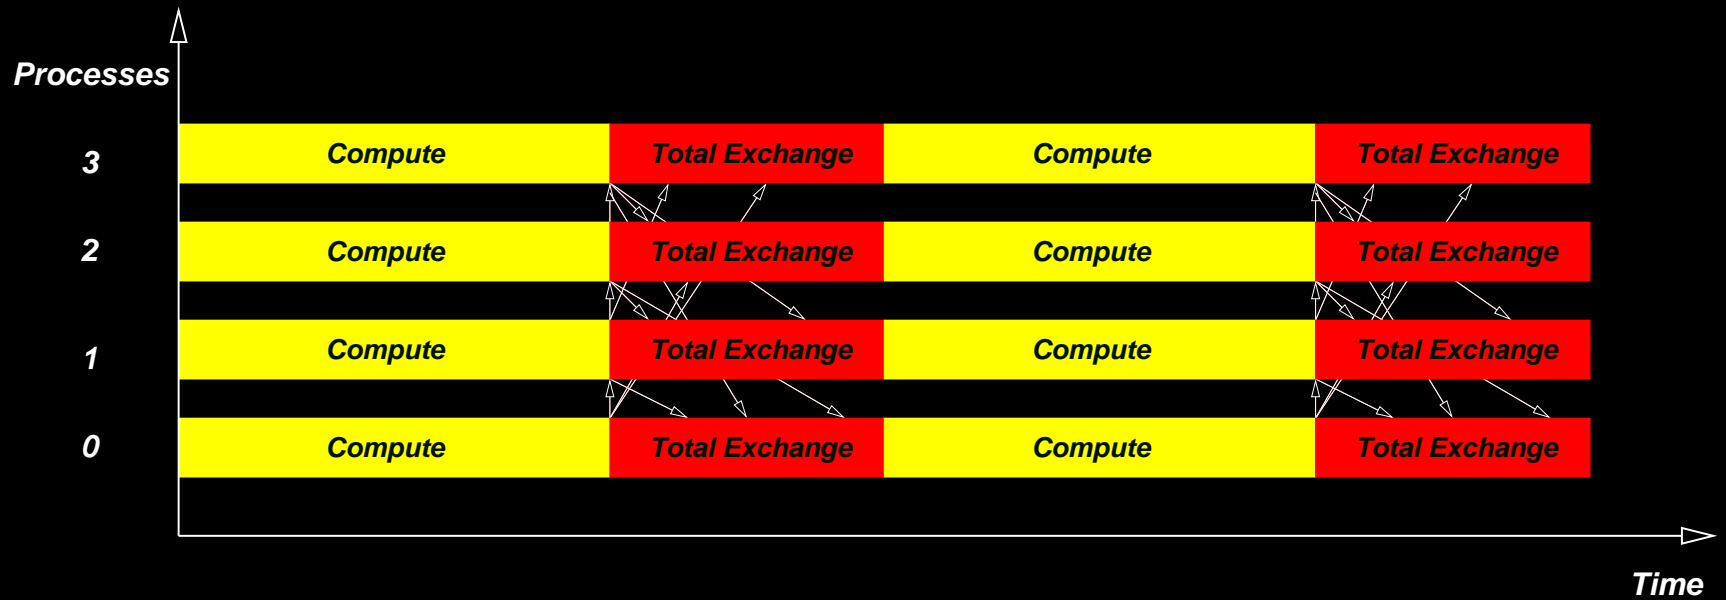 Processes
3 Compute Total Exchange Compute Total Exchange
2 Compute Total Exchange Compute Total Exchange
1 Compute Total Exchange Compute Total Exchange
0 Compute Total Exchange Compute Total Exchange
Time